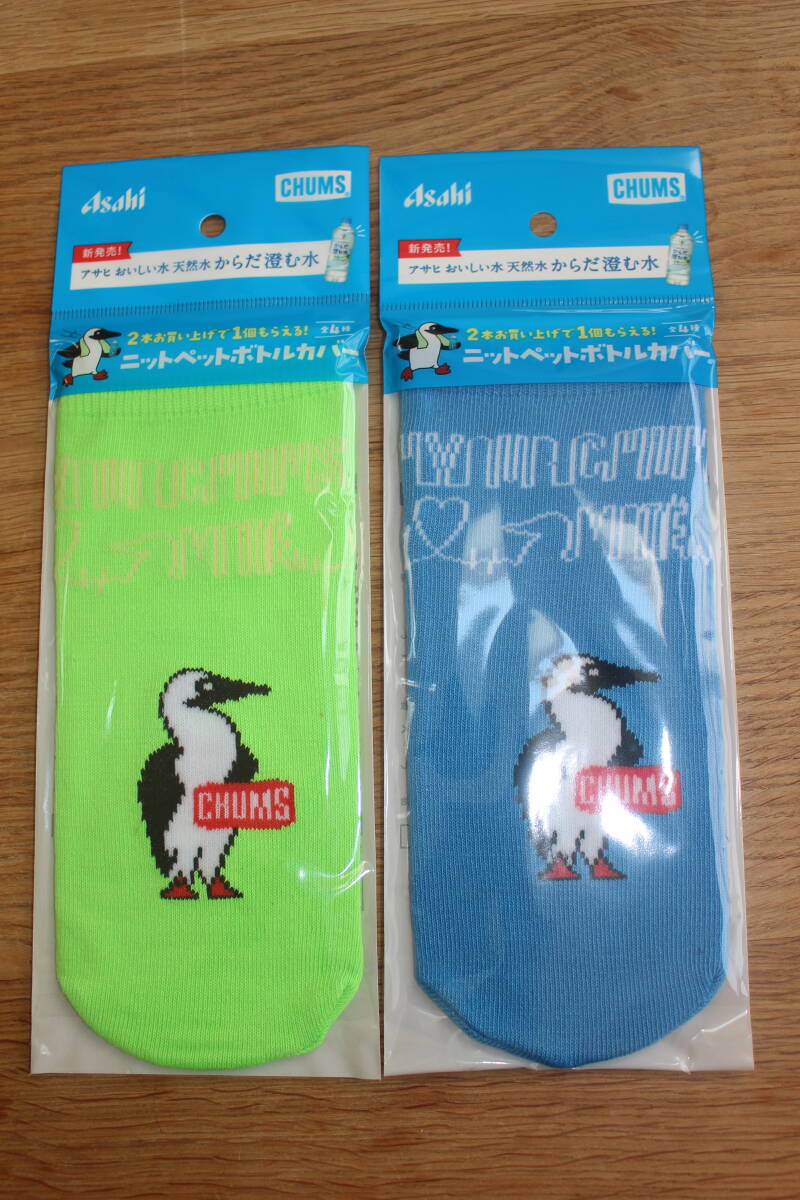 Asahi
CHUMS
新発売!
アサヒ おいしい水 天然水 からだ澄む水
2本お買い上げで1個もらえる! 全4種
ニットペットボトルカバー
CHUMS
Asahi
CHUMS
新発売!
アサヒ おいしい水 天然水 からだ澄む水
2本お買い上げで1個もらえる! 全4種
ニットペットボトルカバー
CHUMS